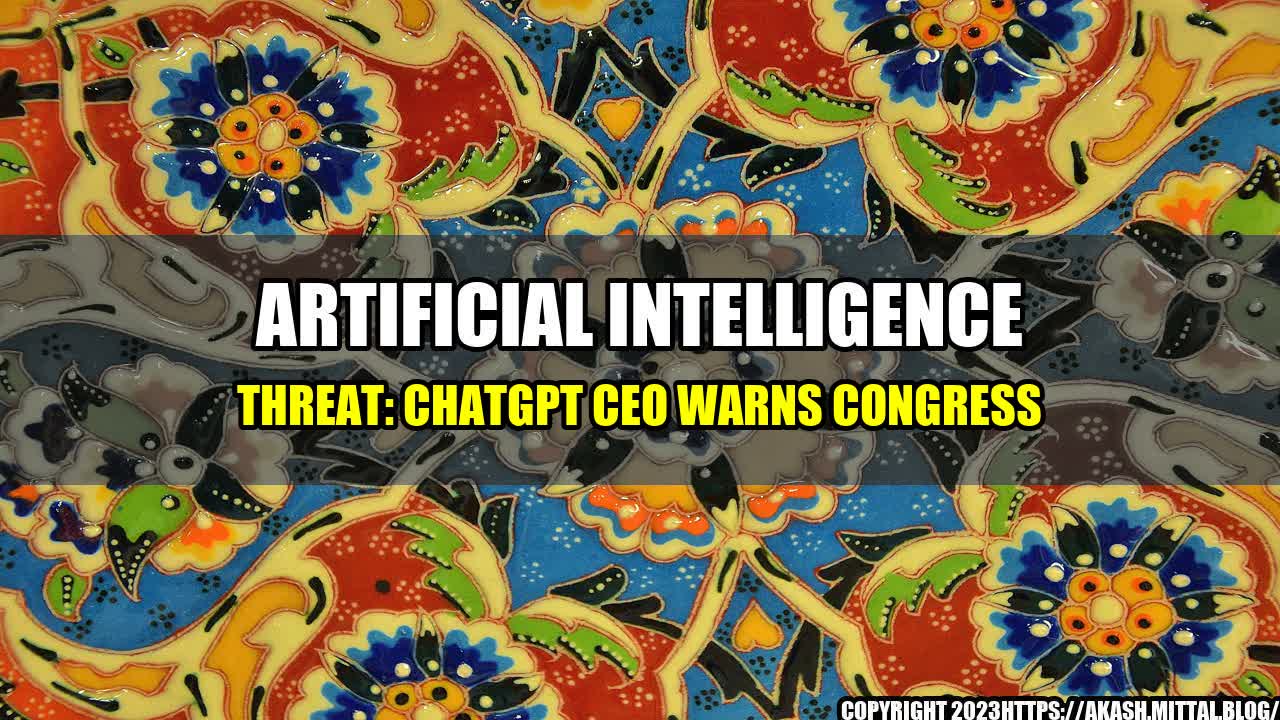 ARTIFICIAL INTELLIGENCE
THREAT: CHATGPT CEO WARNS CONGRESS
COPYRIGHT 2023HTTPS://AKASH.MITTAL.BLOG/